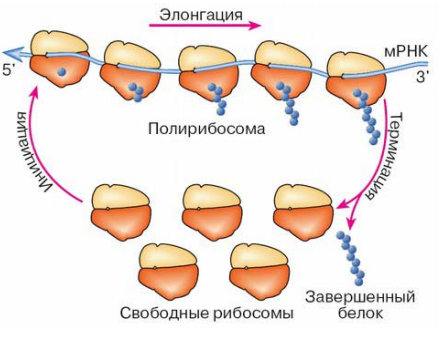 Элонгация
мРНК
5'
3'
Полирибосома
Инициация
Терминация
Свободные рибосомы
Завершенный
белок